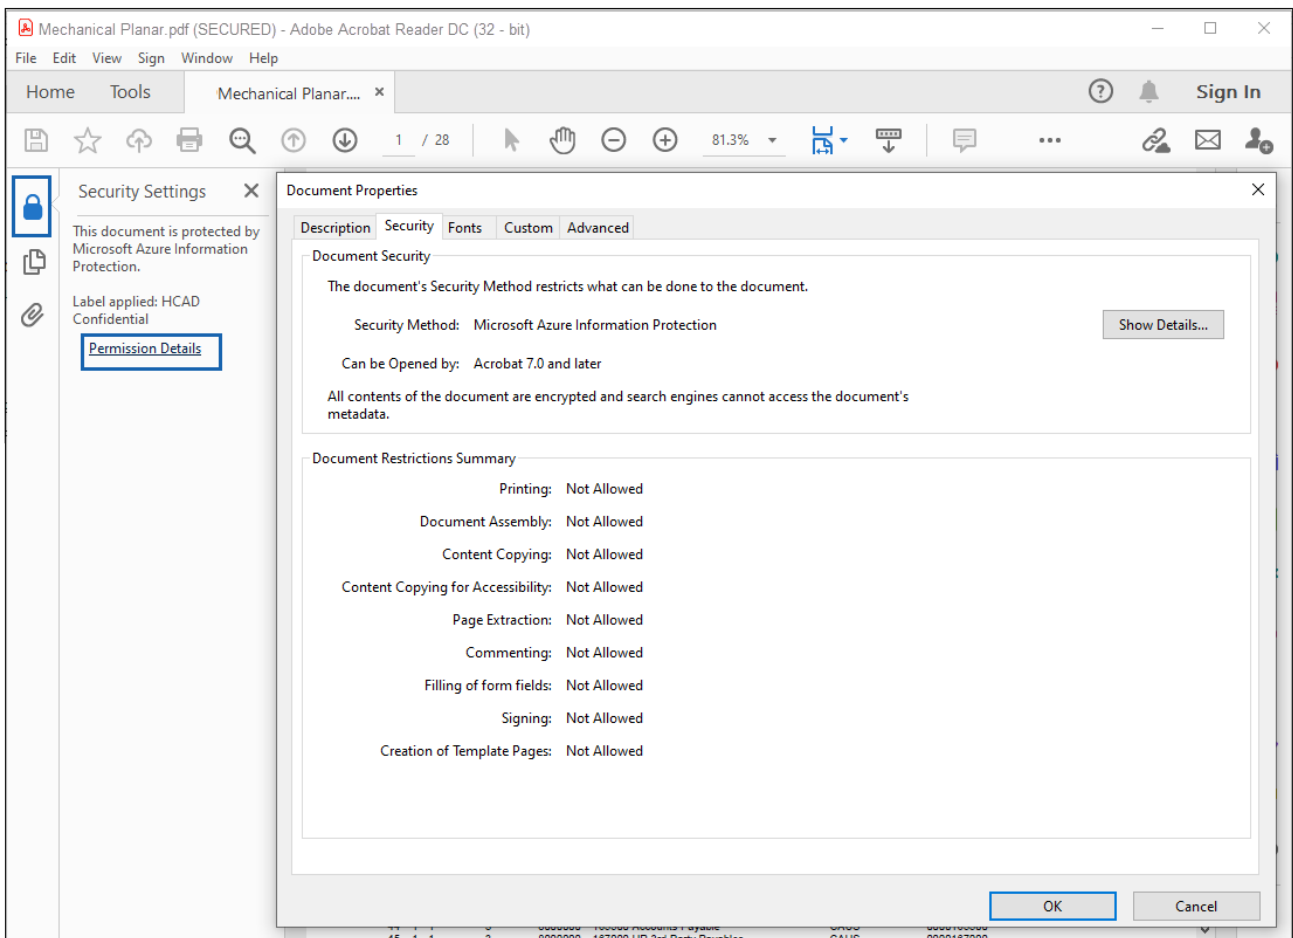 Mechanical Planar.pdf (SECURED) - Adobe Acrobat Reader DC (32 - bit)
File Edit View Sign Window Help
Home Tools Mechanical Planar.... × Sign In
1 / 28 81.3%
Security Settings
This document is protected by
Microsoft Azure Information
Protection.
Label applied: HCAD
Confidential
Permission Details
Document Properties
Description Security Fonts Custom Advanced
Document Security
The document's Security Method restricts what can be done to the document.
Security Method: Microsoft Azure Information Protection
Show Details...
Can be Opened by: Acrobat 7.0 and later
All contents of the document are encrypted and search engines cannot access the document's
metadata.
Document Restrictions Summary
Printing: Not Allowed
Document Assembly: Not Allowed
Content Copying: Not Allowed
Content Copying for Accessibility: Not Allowed
Page Extraction: Not Allowed
Commenting: Not Allowed
Filling of form fields: Not Allowed
Signing: Not Allowed
Creation of Template Pages: Not Allowed
OK Cancel